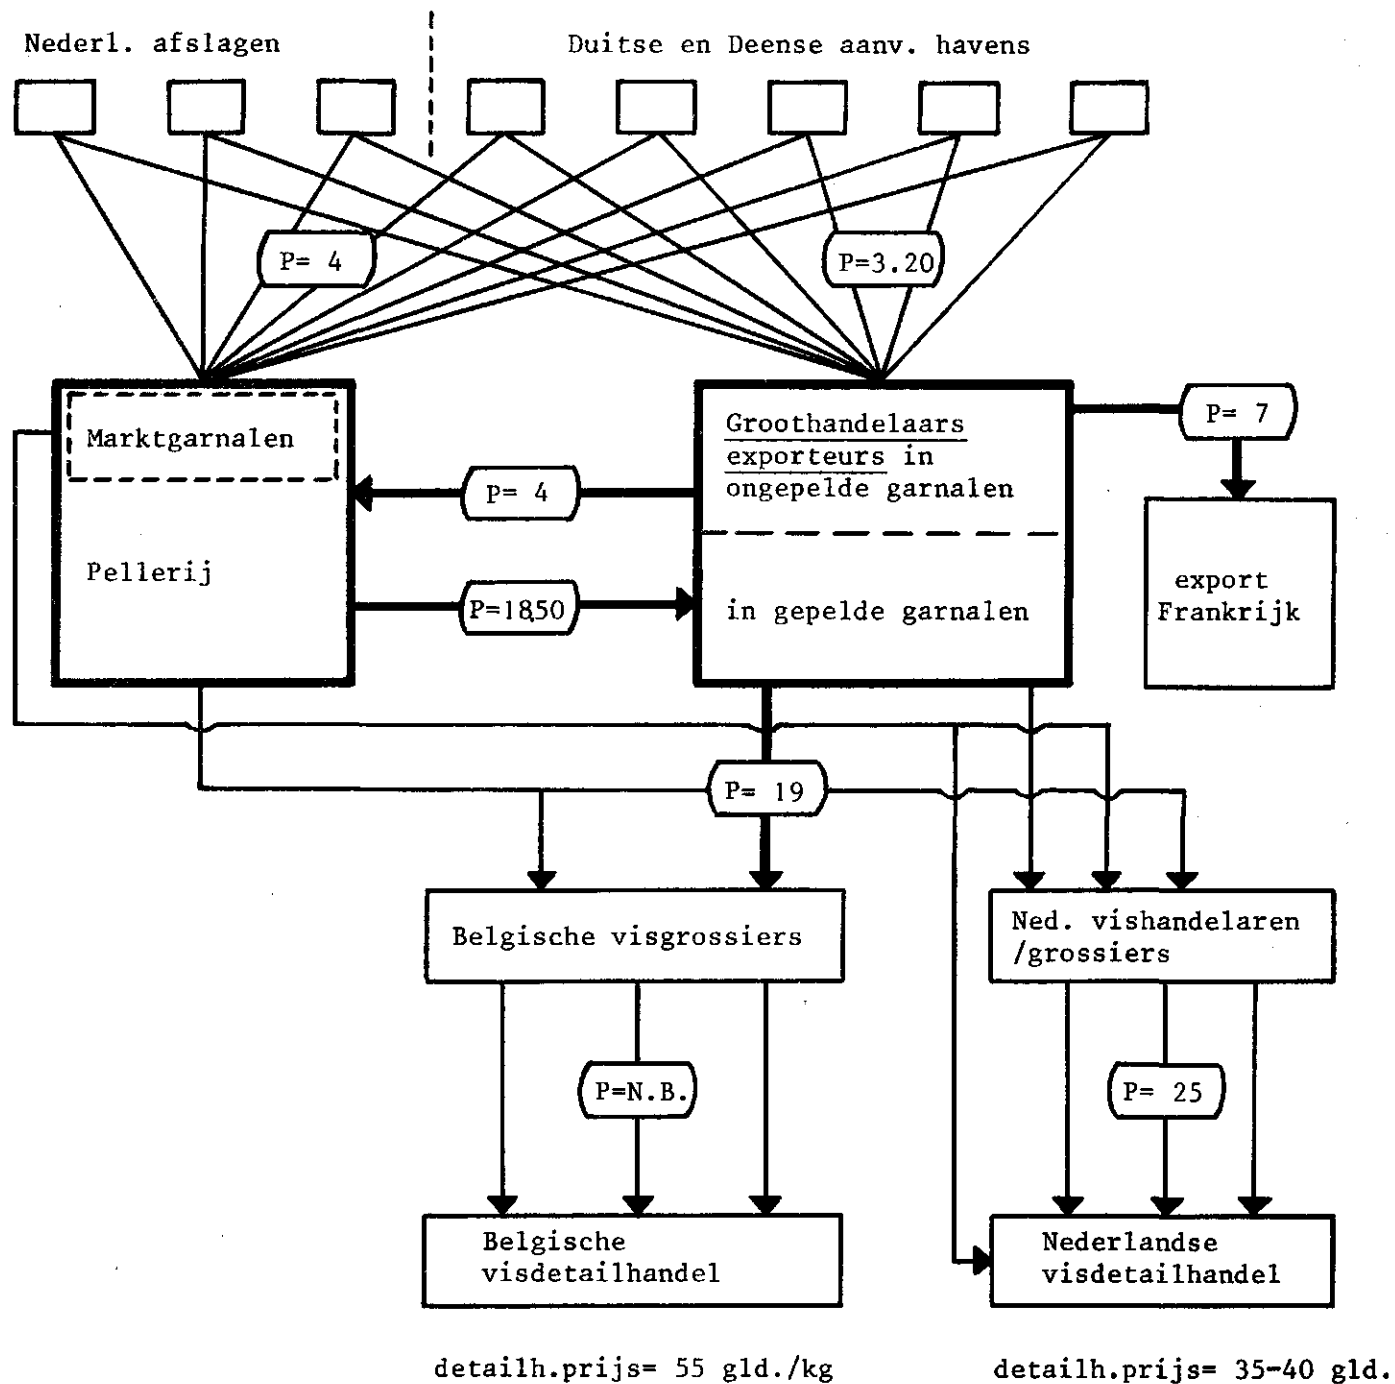 Nederl. afslagen
Duitse en Deense aanv. havens
P= 4
P=3.20
Marktgarnalen
Pellerij
P= 4
P=18,50
Groothandelaars
exporteurs in
ongepelde garnalen
in gepelde garnalen
P= 7
export
Frankrijk
P= 19
Belgische visgrossiers
Ned. vishandelaren
/grossiers
P=N.B.
P= 25
Belgische
visdetailhandel
Nederlandse
visdetailhandel
detailh.prijs= 55 gld./kg
detailh.prijs= 35-40 gld.